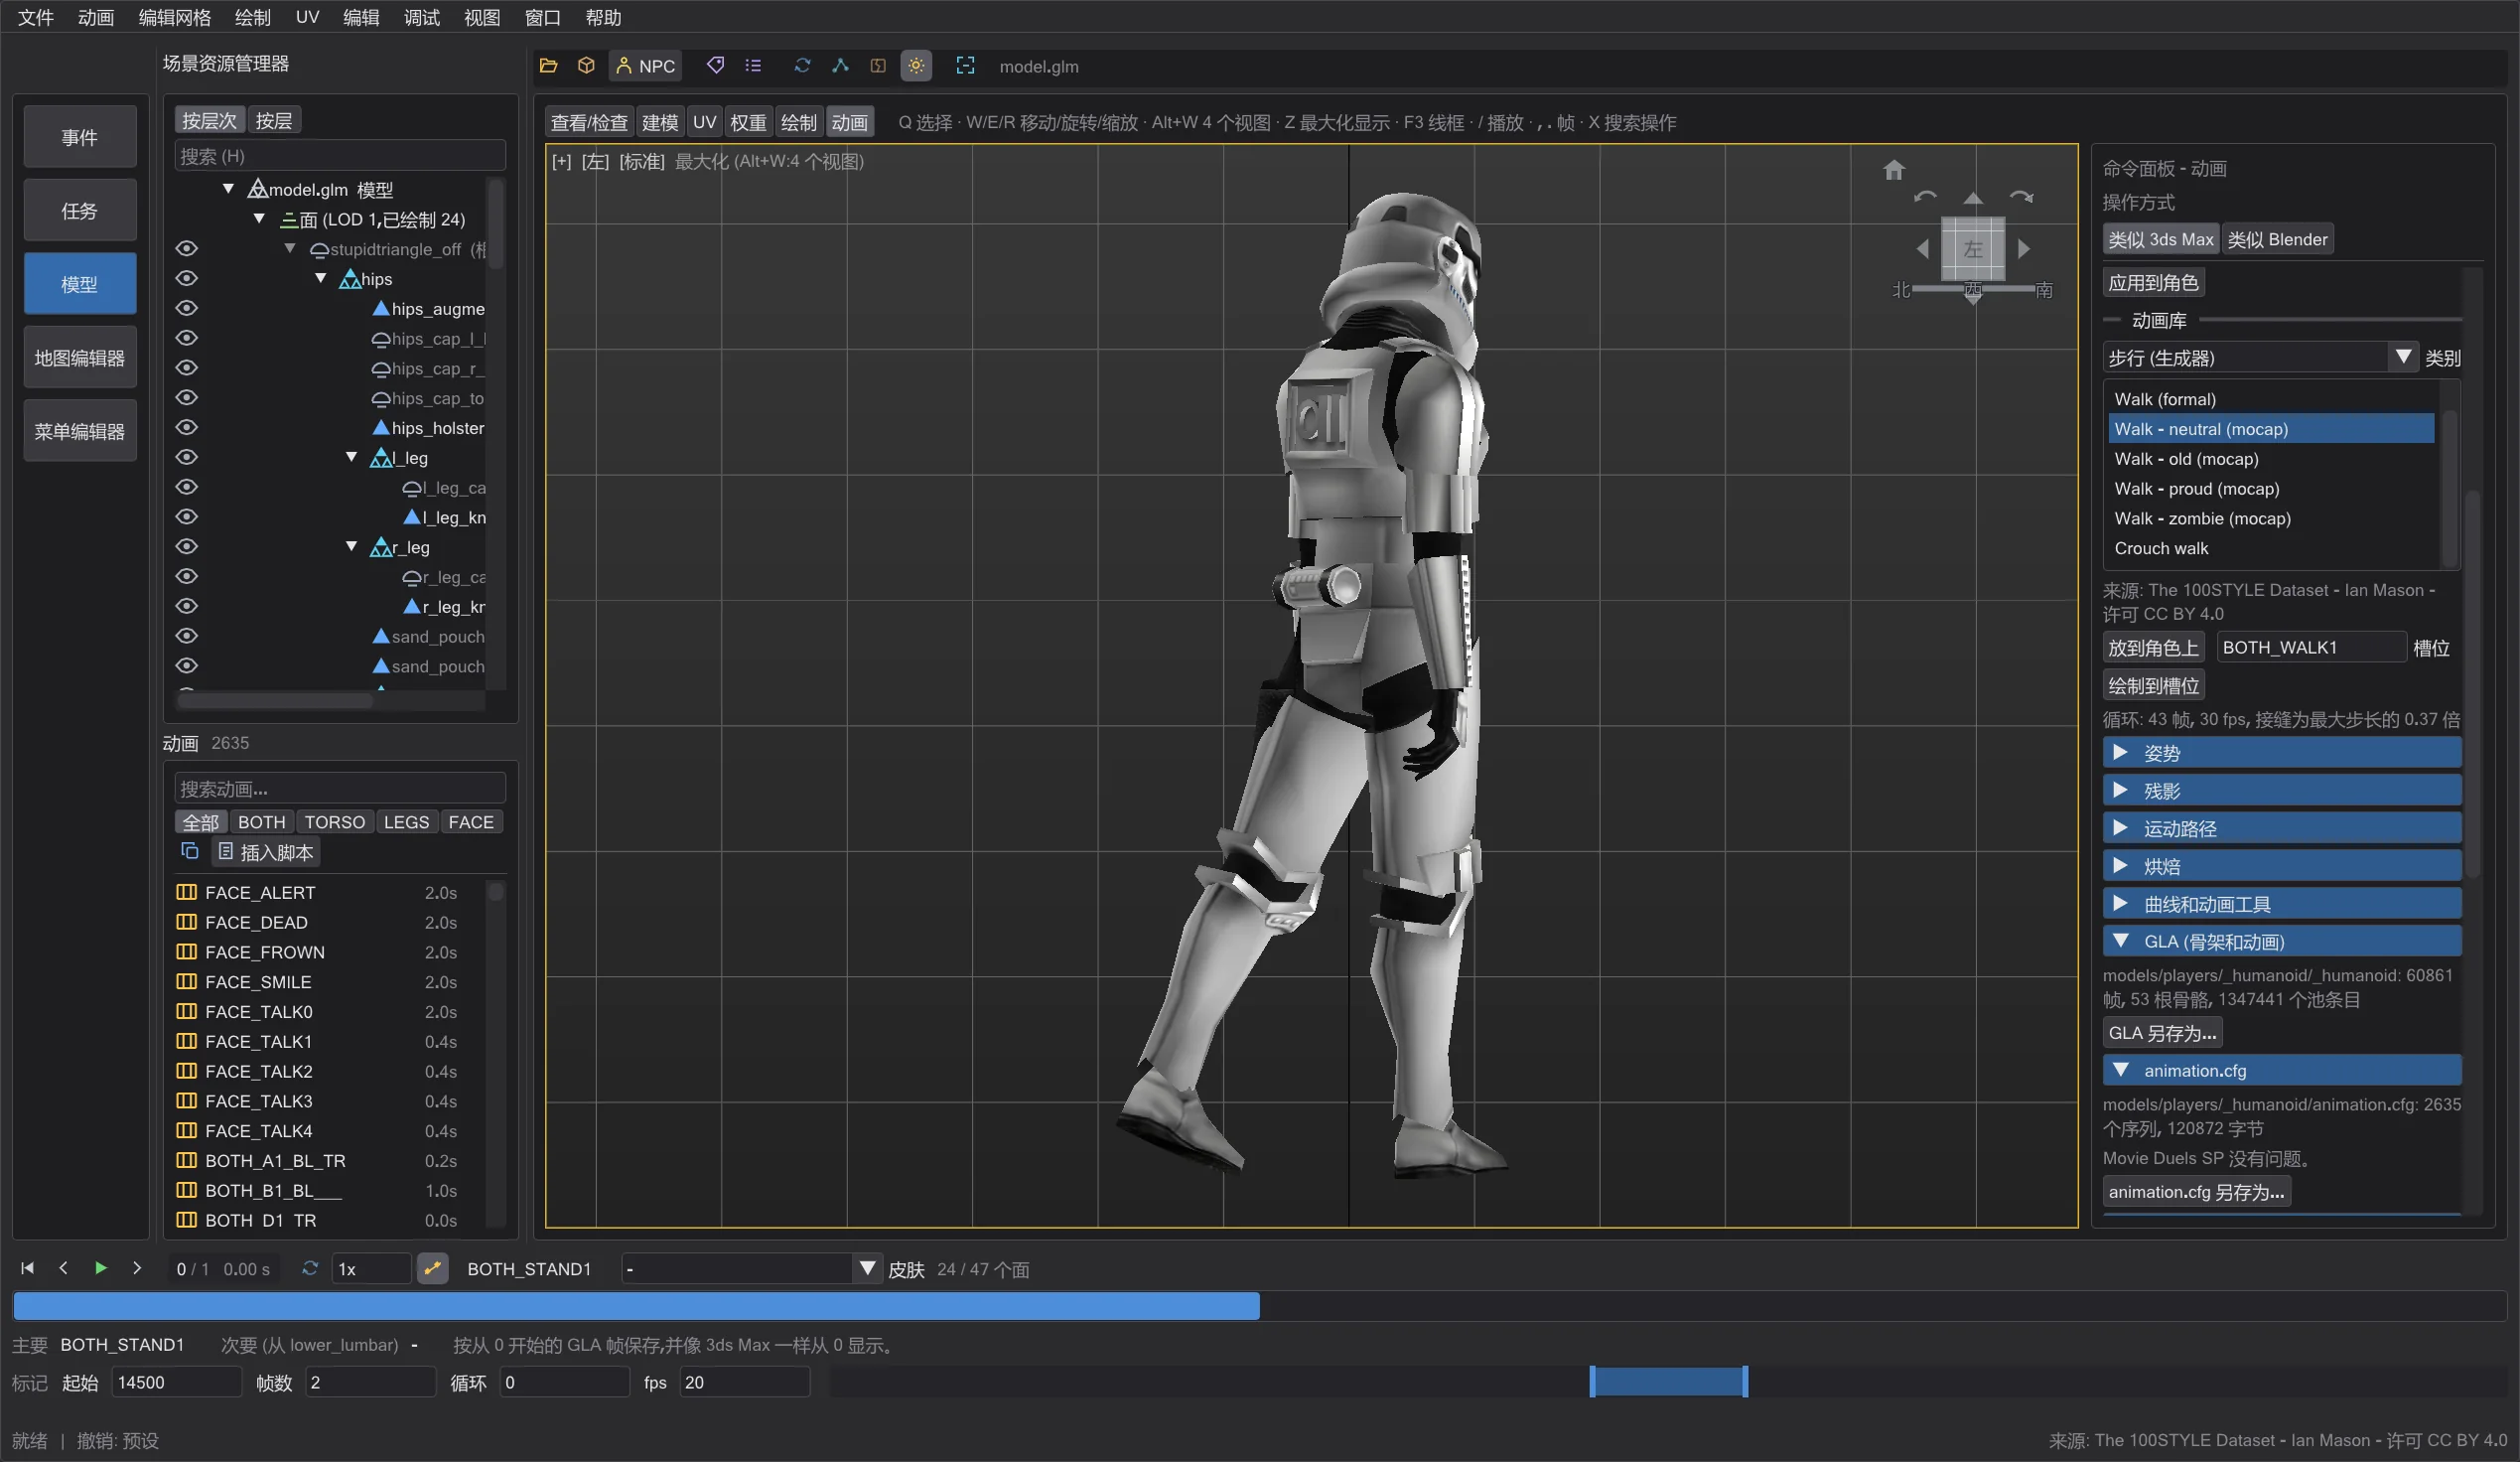 文件 动画 编辑网格 绘制 UV 编辑 调试 视图 窗口 帮助
场景资源管理器
NPC model.glm
事件
任务
模型
地图编辑器
菜单编辑器
按层次 按层
搜索 (H)
model.glm 模型
面 (LOD 1,已绘制 24)
stupidtriangle_off
hips
hips_augme
hips_cap_l_l
hips_cap_r_
hips_cap_to
hips_holster
l_leg
l_leg_ca
l_leg_kn
r_leg
r_leg_ca
r_leg_kn
sand_pouch
sand_pouch
动画 2635
搜索动画...
全部 BOTH TORSO LEGS FACE
插入脚本
FACE_ALERT 2.0s
FACE_DEAD 2.0s
FACE_FROWN 2.0s
FACE_SMILE 2.0s
FACE_TALK0 2.0s
FACE_TALK1 0.4s
FACE_TALK2 0.4s
FACE_TALK3 0.4s
FACE_TALK4 0.4s
BOTH_A1_BL_TR 0.2s
BOTH_B1_BL___ 1.0s
BOTH_D1_TR 0.0s
查看/检查 建模 UV 权重 绘制 动画 Q 选择 · W/E/R 移动/旋转/缩放 · Alt+W 4 个视图 · Z 最大化显示 · F3 线框 · / 播放 · , . 帧 · X 搜索操作
[+] [左] [标准] 最大化 (Alt+W:4 个视图)
左
北 西 南
命令面板 - 动画
操作方式
类似 3ds Max 类似 Blender
应用到角色
动画库
步行 (生成器) 类别
Walk (formal)
Walk - neutral (mocap)
Walk - old (mocap)
Walk - proud (mocap)
Walk - zombie (mocap)
Crouch walk
来源: The 100STYLE Dataset - Ian Mason -
许可 CC BY 4.0
放到角色上 BOTH_WALK1 槽位
绘制到槽位
循环: 43 帧, 30 fps, 接缝为最大步长的 0.37 倍
姿势
残影
运动路径
烘焙
曲线和动画工具
GLA (骨架和动画)
models/players/_humanoid/_humanoid: 60861
帧, 53 根骨骼, 1347441 个池条目
GLA 另存为...
animation.cfg
models/players/_humanoid/animation.cfg: 2635
个序列, 120872 字节
Movie Duels SP 没有问题。
animation.cfg 另存为...
0 / 1 0.00 s 1x BOTH_STAND1 - 皮肤 24 / 47 个面
主要 BOTH_STAND1 次要 (从 lower_lumbar) - 按从 0 开始的 GLA 帧保存,并像 3ds Max 一样从 0 显示。
标记 起始 14500 帧数 2 循环 0 fps 20
就绪 | 撤销: 预设
来源: The 100STYLE Dataset - Ian Mason - 许可 CC BY 4.0